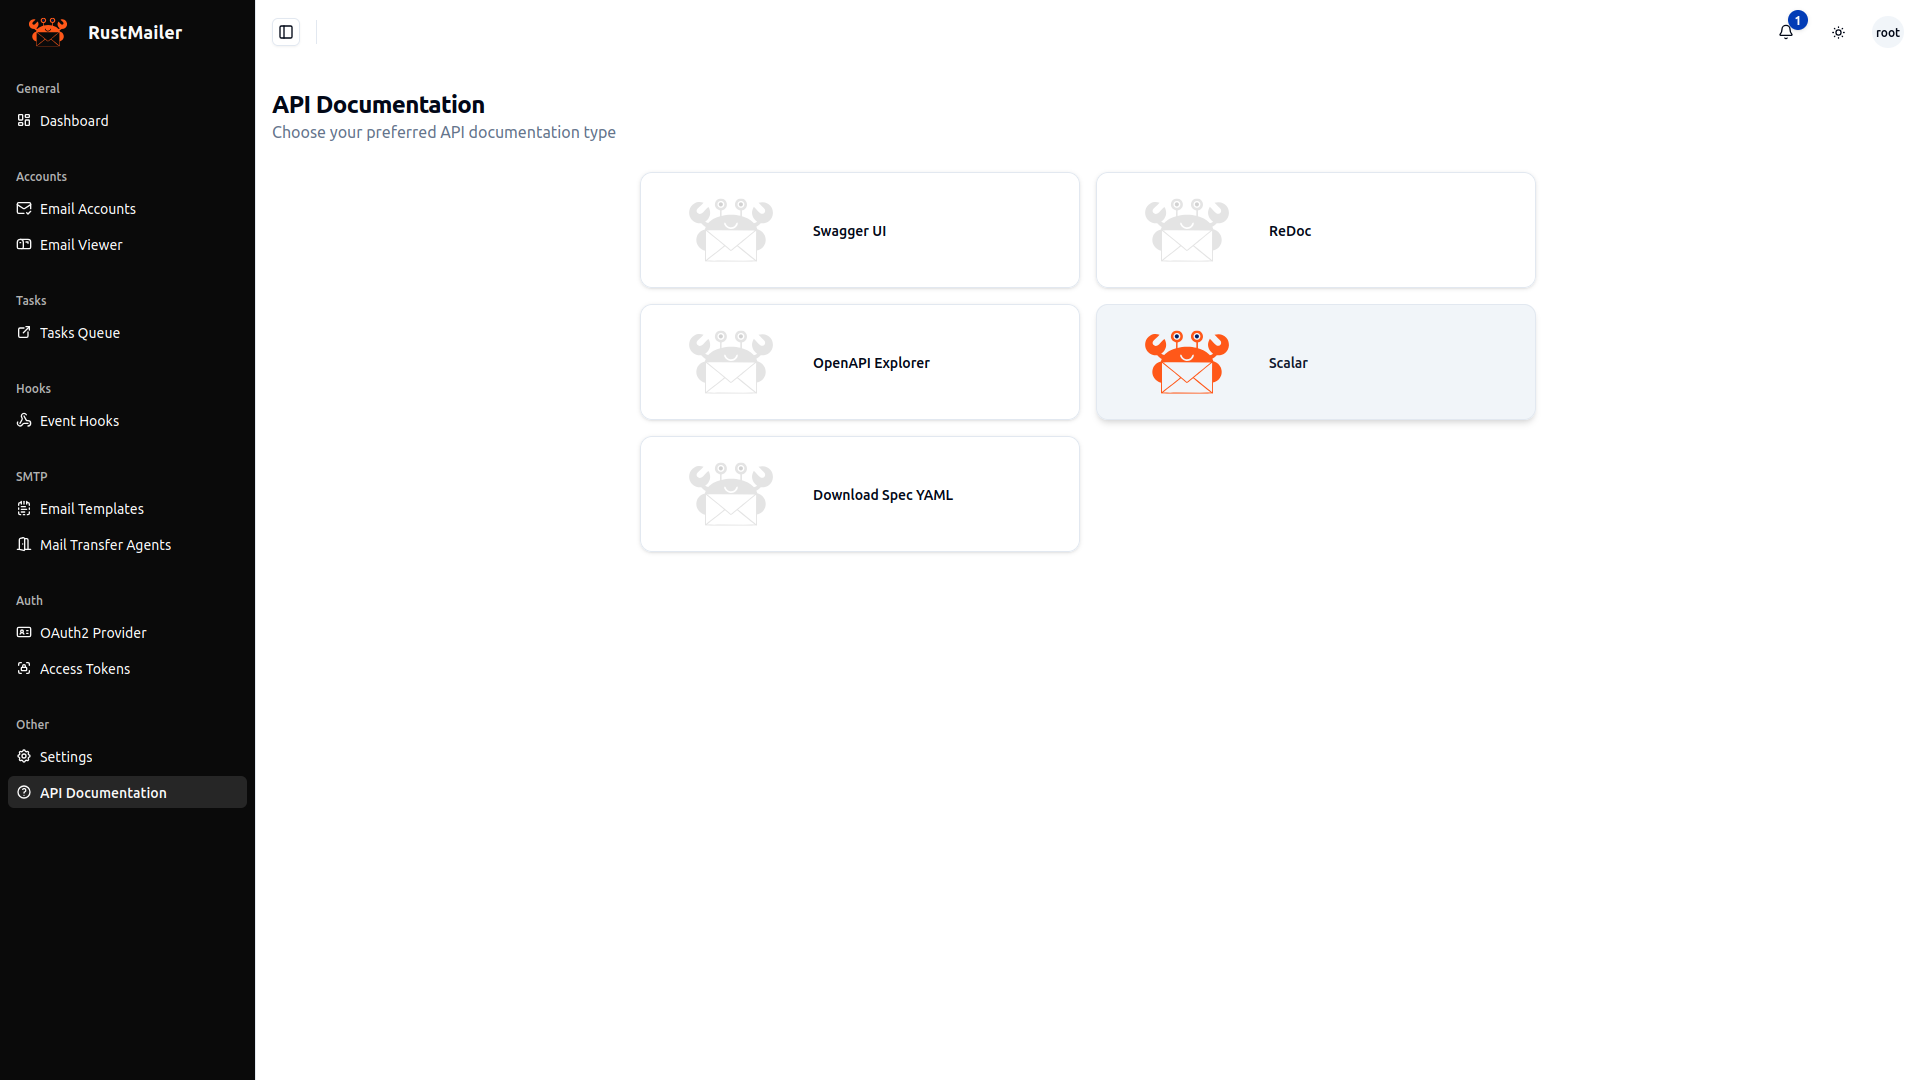 RustMailer
General
Dashboard
Accounts
Email Accounts
Email Viewer
Tasks
Tasks Queue
Hooks
Event Hooks
SMTP
Email Templates
Mail Transfer Agents
Auth
OAuth2 Provider
Access Tokens
Other
Settings
API Documentation
1
root
API Documentation
Choose your preferred API documentation type
Swagger UI
ReDoc
OpenAPI Explorer
Scalar
Download Spec YAML